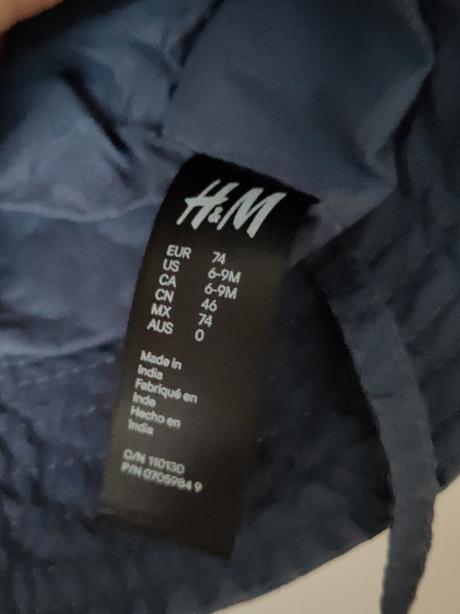 H&M
EUR 74
US 6-9M
CA 6-9M
CN 46
MX 74
AUS 0
Made in
India
Fabriqué en
Inde
Hecho en
India
O/N 110130
P/N 0705984 9